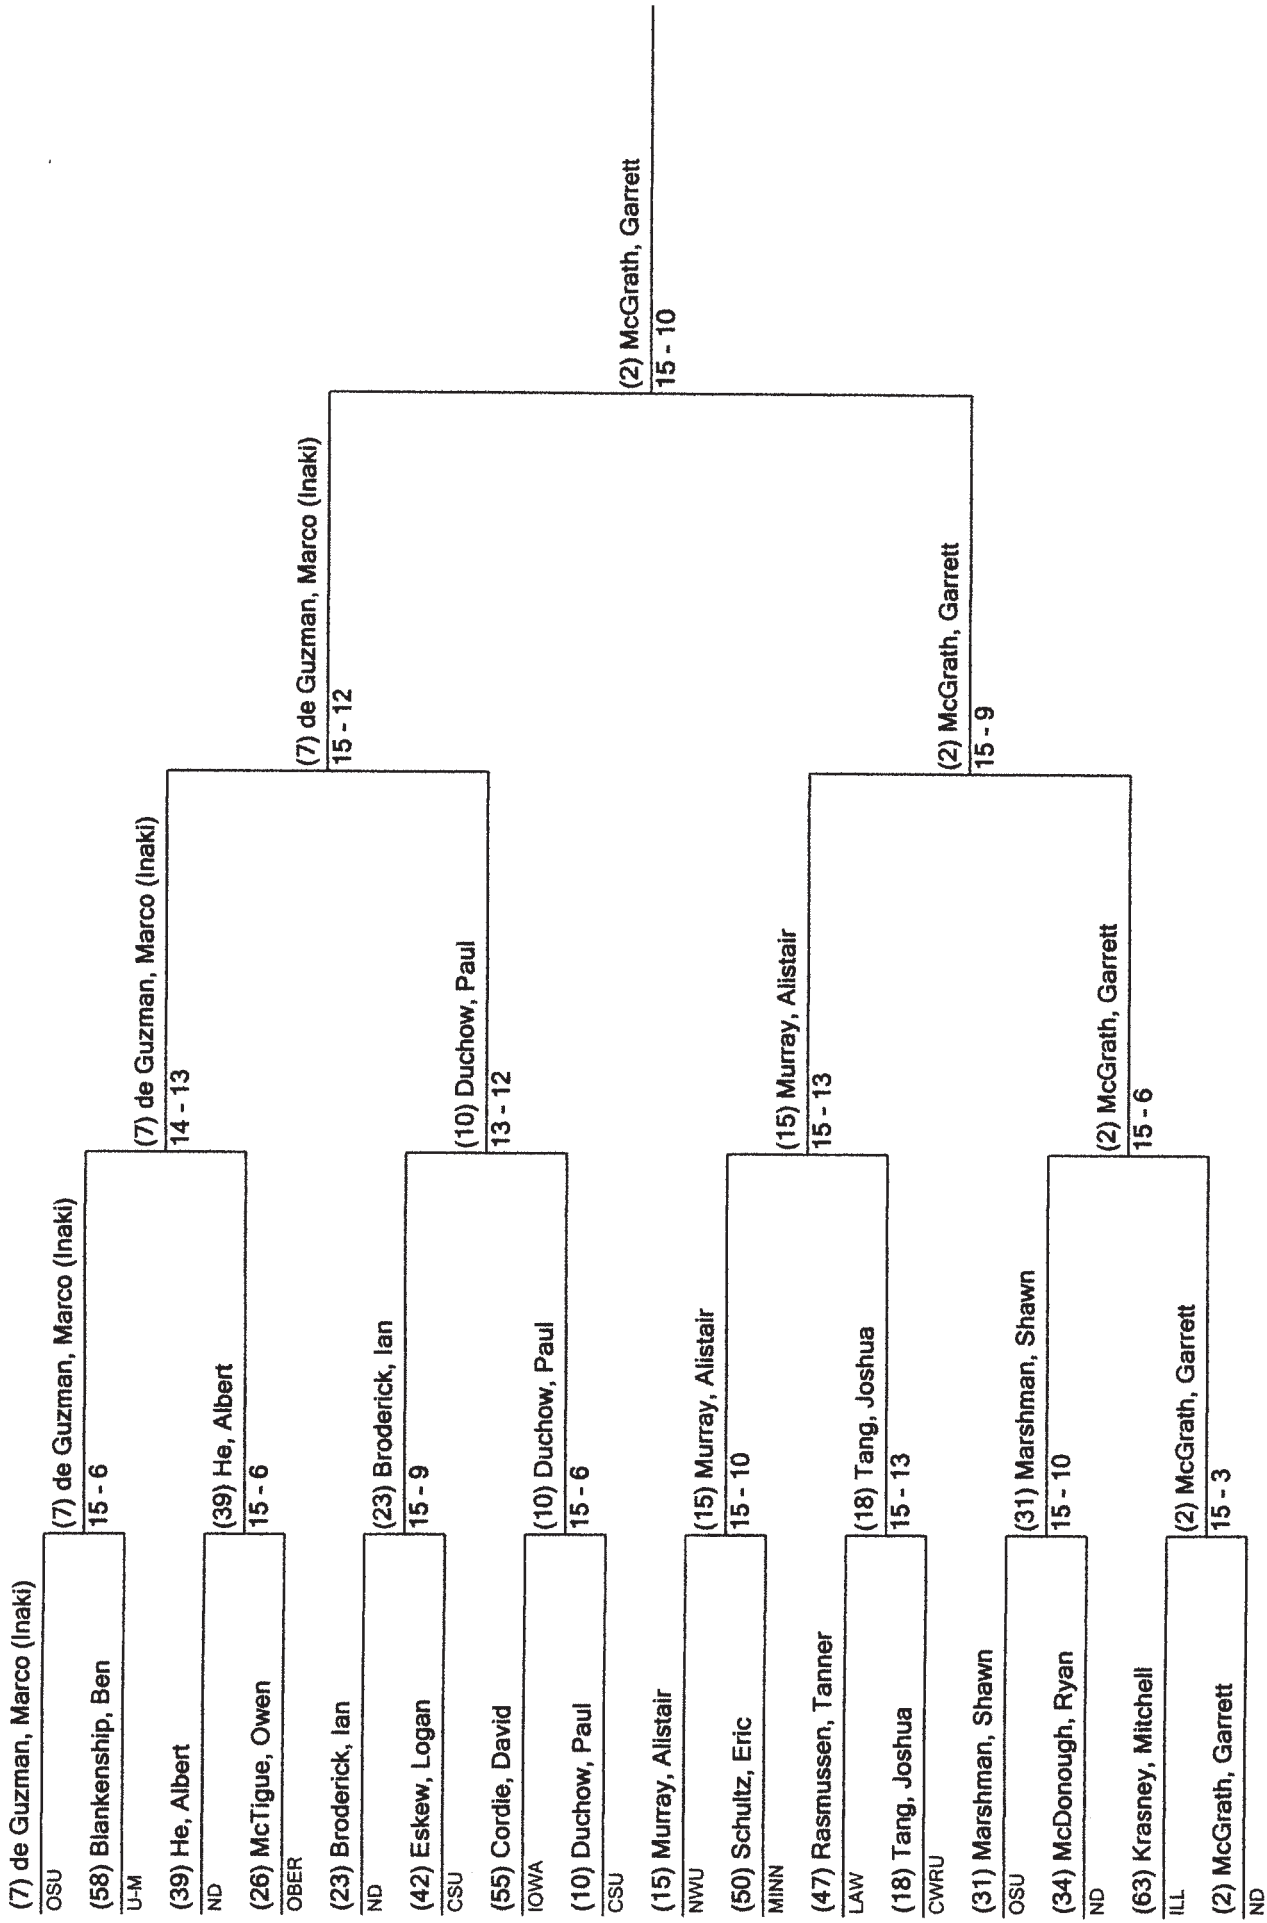 (7) de Guzman, Marco (Inaki)
OSU
(58) Blankenship, Ben
U-M
(39) He, Albert
ND
(26) McTigue, Owen
OBER
(23) Broderick, Ian
ND
(42) Eskew, Logan
CSU
(55) Cordie, David
IOWA
(10) Duchow, Paul
CSU
(15) Murray, Alistair
NWU
(50) Schultz, Eric
MINN
(47) Rasmussen, Tanner
LAW
(18) Tang, Joshua
CWRU
(31) Marshman, Shawn
OSU
(34) McDonough, Ryan
ND
(63) Krasney, Mitchell
ILL
(2) McGrath, Garrett
ND
(7) de Guzman, Marco (Inaki)
15 - 6
(39) He, Albert
15 - 6
(23) Broderick, Ian
15 - 9
(10) Duchow, Paul
15 - 6
(15) Murray, Alistair
15 - 10
(18) Tang, Joshua
15 - 13
(31) Marshman, Shawn
15 - 10
(2) McGrath, Garrett
15 - 3
(7) de Guzman, Marco (Inaki)
14 - 13
(10) Duchow, Paul
13 - 12
(15) Murray, Alistair
15 - 13
(2) McGrath, Garrett
15 - 6
(7) de Guzman, Marco (Inaki)
15 - 12
(2) McGrath, Garrett
15 - 9
(2) McGrath, Garrett
15 - 10